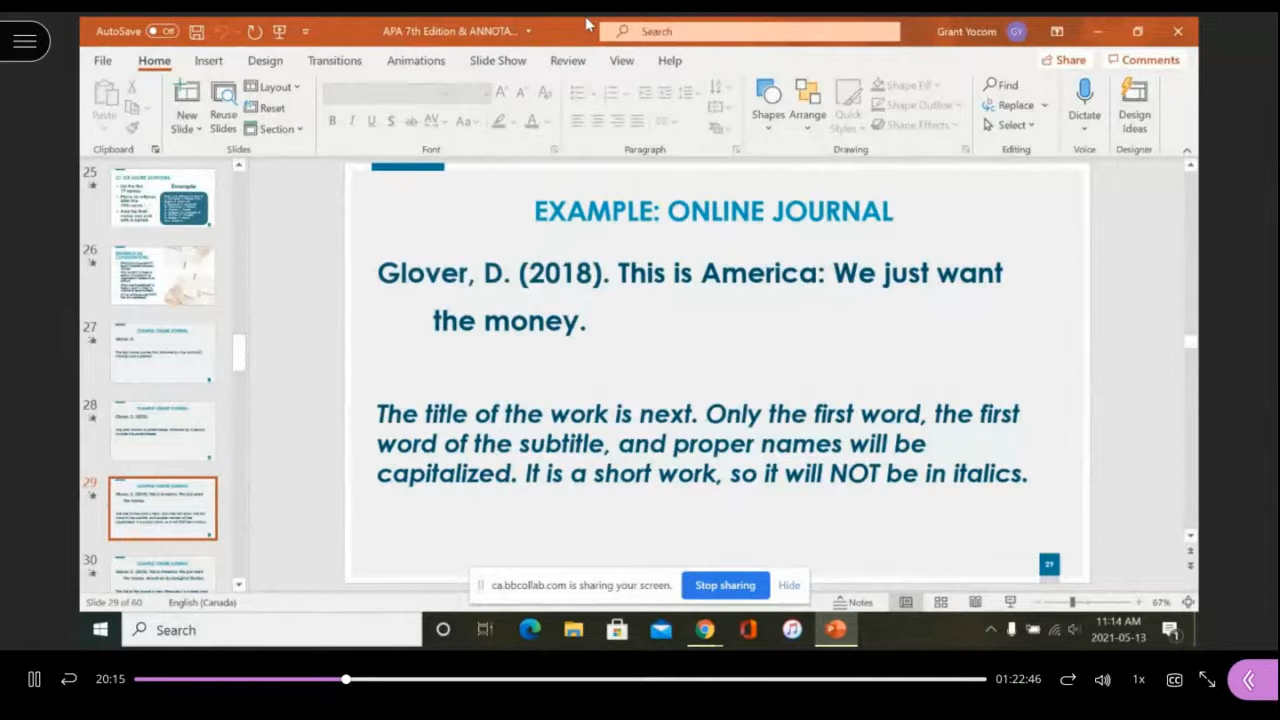 AutoSave Off
APA 7th Edition & ANNOTA...
Search
Grant Yocom GY
File Home Insert Design Transitions Animations Slide Show Review View Help
Share Comments
Paste
New Slide
Reuse Slides
Layout
Reset
Section
Shapes
Arrange
Quick Styles
Shape Fill
Shape Outline
Shape Effects
Find
Replace
Select
Dictate
Design Ideas
Clipboard Slides Font Paragraph Drawing Editing Voice Designer
25
Example
26
27
28
29
30
EXAMPLE: ONLINE JOURNAL
Glover, D. (2018). This is America: We just want
the money.
The title of the work is next. Only the first word, the first
word of the subtitle, and proper names will be
capitalized. It is a short work, so it will NOT be in italics.
29
ca.bbcollab.com is sharing your screen. Stop sharing Hide
Slide 29 of 60 English (Canada) Notes 67%
Search
11:14 AM
2021-05-13
1
20:15 01:22:46 1x CC